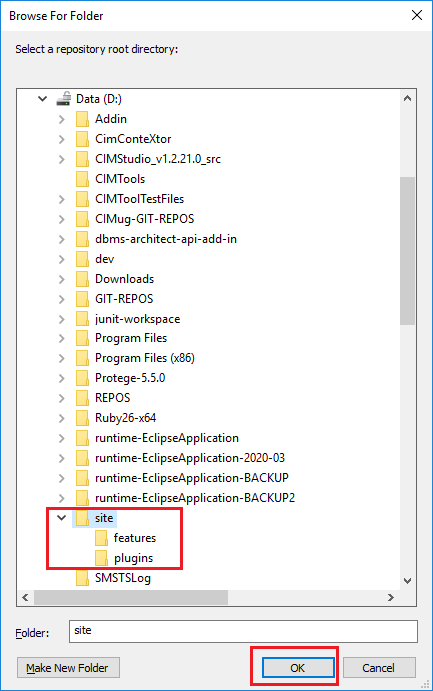 Browse For Folder
Select a repository root directory:
Data (D:)
Addin
CimConteXtor
CIMStudio_v1.2.21.0_src
CIMTools
CIMToolTestFiles
CIMug-GIT-REPOS
dbms-architect-api-add-in
dev
Downloads
GIT-REPOS
junit-workspace
Program Files
Program Files (x86)
Protege-5.5.0
REPOS
Ruby26-x64
runtime-EclipseApplication
runtime-EclipseApplication-2020-03
runtime-EclipseApplication-BACKUP
runtime-EclipseApplication-BACKUP2
site
features
plugins
SMSTSLog
Folder: site
Make New Folder OK Cancel